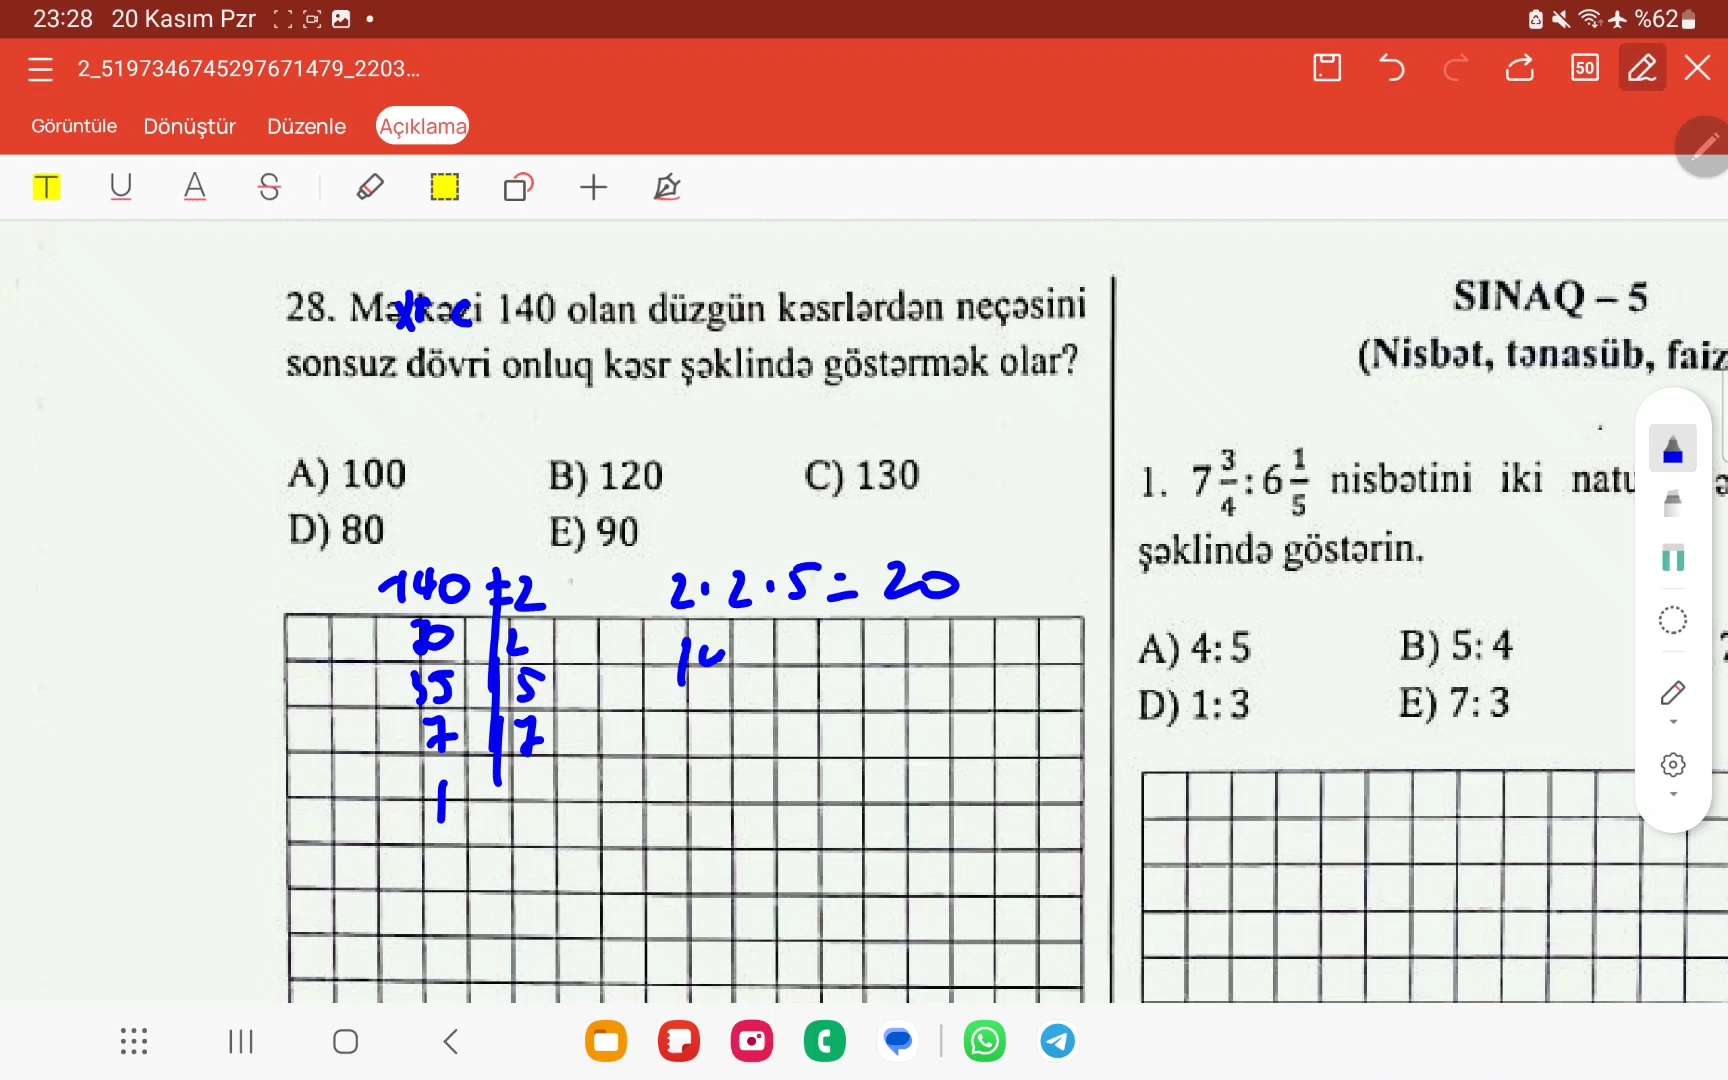 23:28 20 Kasım Pzr %62
2_5197346745297671479_2203... 50
Görüntüle Dönüştür Düzenle Açıklama
T U A S
28. Məxrəci 140 olan düzgün kəsrlərdən neçəsini
sonsuz dövri onluq kəsr şəklində göstərmək olar?
A) 100 B) 120 C) 130
D) 80 E) 90
140 2 2·2·5=20
70 2 14
35 5
7 7
1
SINAQ – 5
(Nisbət, tənasüb, faiz
1. 7 3/4 : 6 1/5 nisbətini iki natu
şəklində göstərin.
A) 4:5 B) 5:4
D) 1:3 E) 7:3